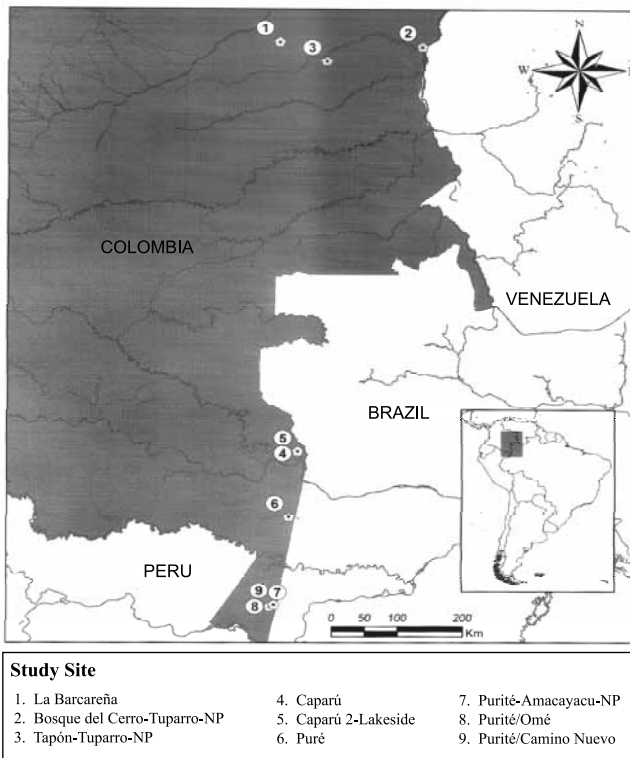 1
2
3
N
W
E
S
COLOMBIA
VENEZUELA
BRAZIL
5
4
6
PERU
9
7
8
0 50 100 200
Km
Study Site
1. La Barcareña
2. Bosque del Cerro-Tuparro-NP
3. Tapón-Tuparro-NP
4. Caparú
5. Caparú 2-Lakeside
6. Puré
7. Purité-Amacayacu-NP
8. Purité/Omé
9. Purité/Camino Nuevo